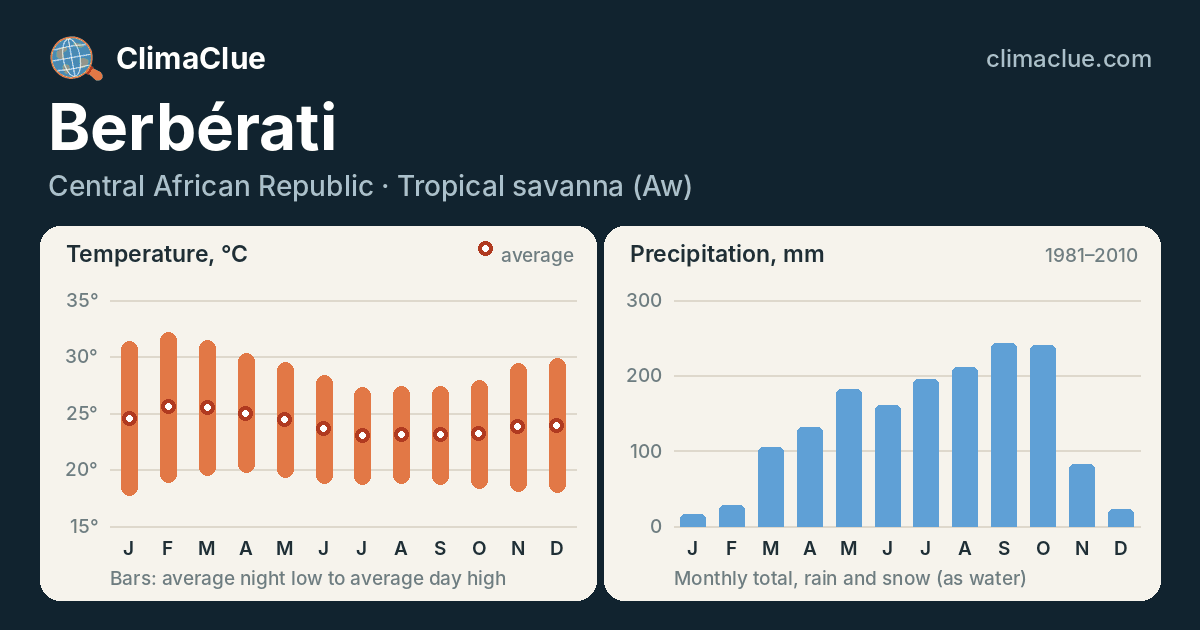 ClimaClue
climaclue.com
Berbérati
Central African Republic · Tropical savanna (Aw)
Temperature, °C
average
35°
30°
25°
20°
15°
J F M A M J J A S O N D
Bars: average night low to average day high
Precipitation, mm
1981–2010
300
200
100
0
J F M A M J J A S O N D
Monthly total, rain and snow (as water)